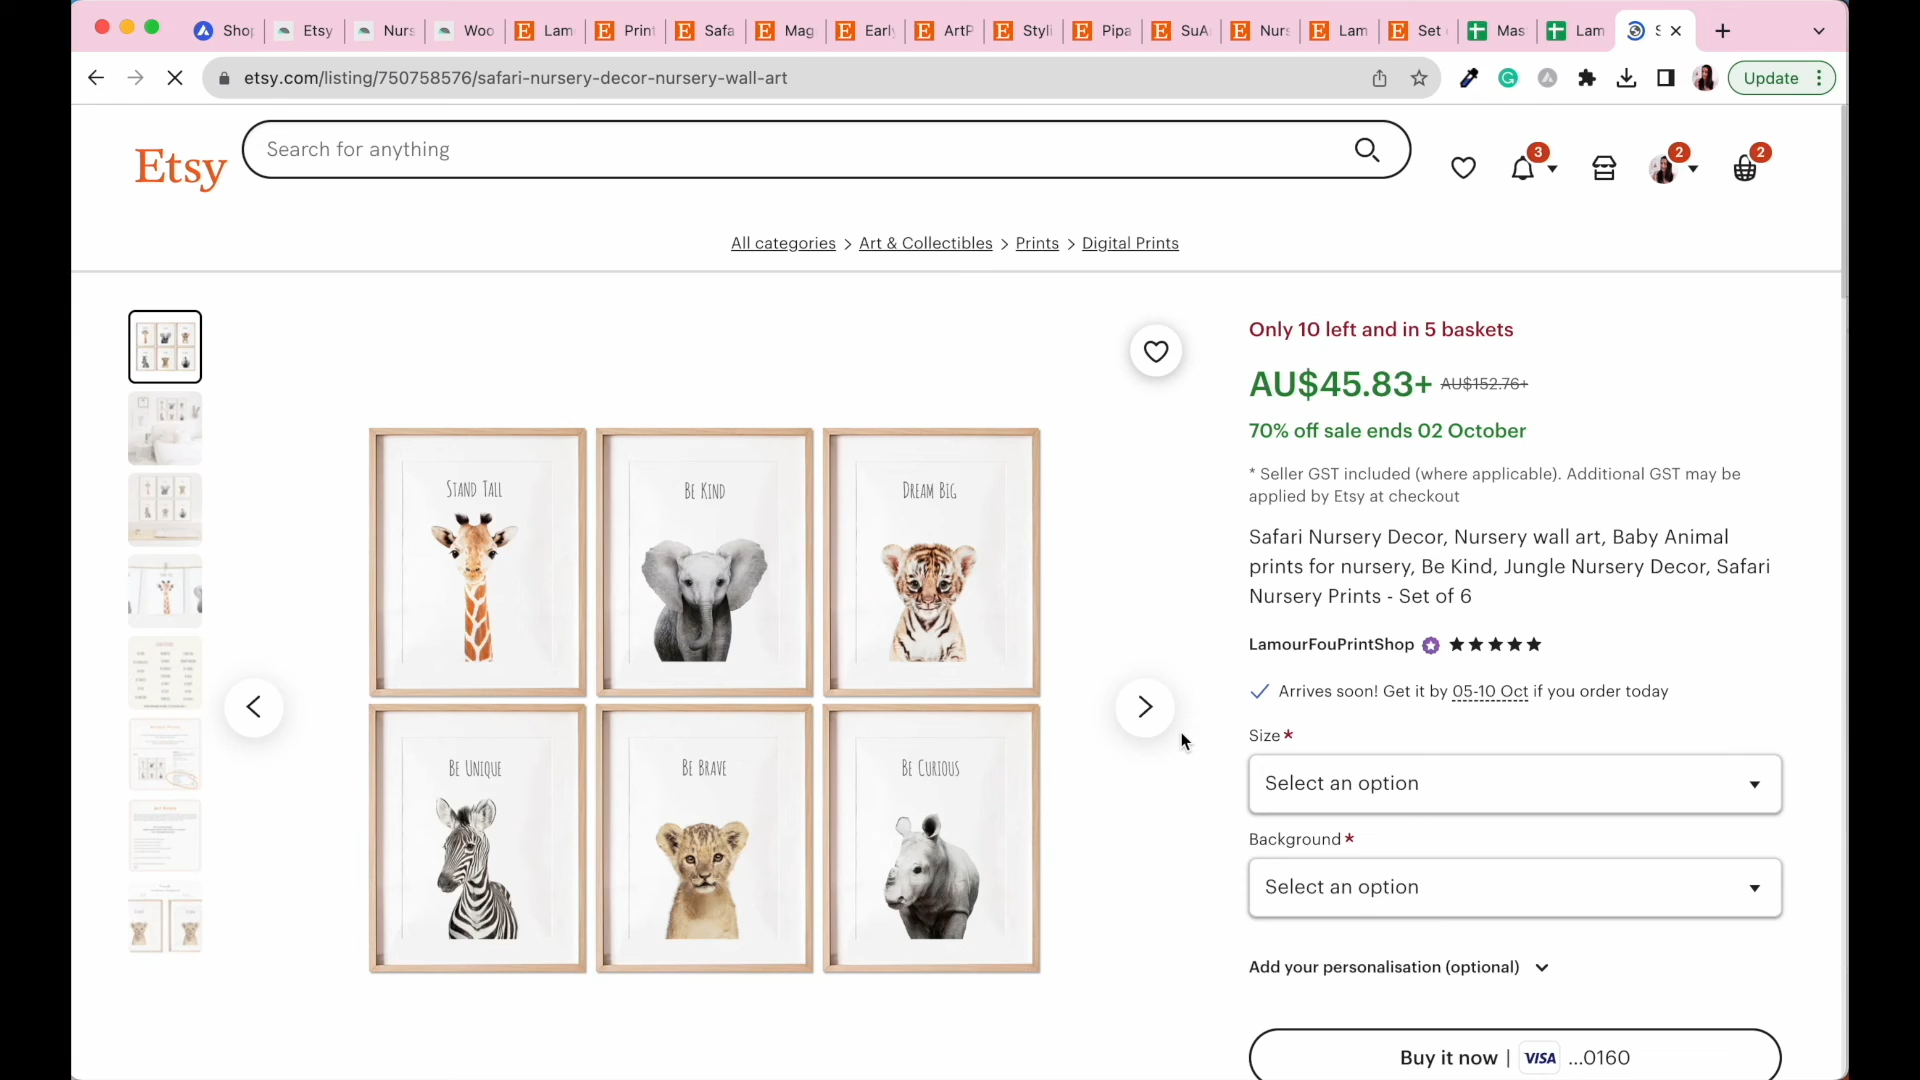 Shop
Etsy
Nurs
Woo
Lam
Print
Safa
Mag
Early
ArtP
Styli
Pipa
SuA
Nurs
Lam
Set
Mas
Lam
S
etsy.com/listing/750758576/safari-nursery-decor-nursery-wall-art
Update
Etsy
Search for anything
3
2
2
All categories > Art & Collectibles > Prints > Digital Prints
Only 10 left and in 5 baskets
AU$45.83+ AU$152.76+
70% off sale ends 02 October
* Seller GST included (where applicable). Additional GST may be
applied by Etsy at checkout
Safari Nursery Decor, Nursery wall art, Baby Animal
prints for nursery, Be Kind, Jungle Nursery Decor, Safari
Nursery Prints - Set of 6
LamourFouPrintShop
Arrives soon! Get it by 05-10 Oct if you order today
Size*
Select an option
Background*
Select an option
Add your personalisation (optional)
Buy it now | VISA ...0160
STAND TALL
BE KIND
DREAM BIG
BE UNIQUE
BE BRAVE
BE CURIOUS